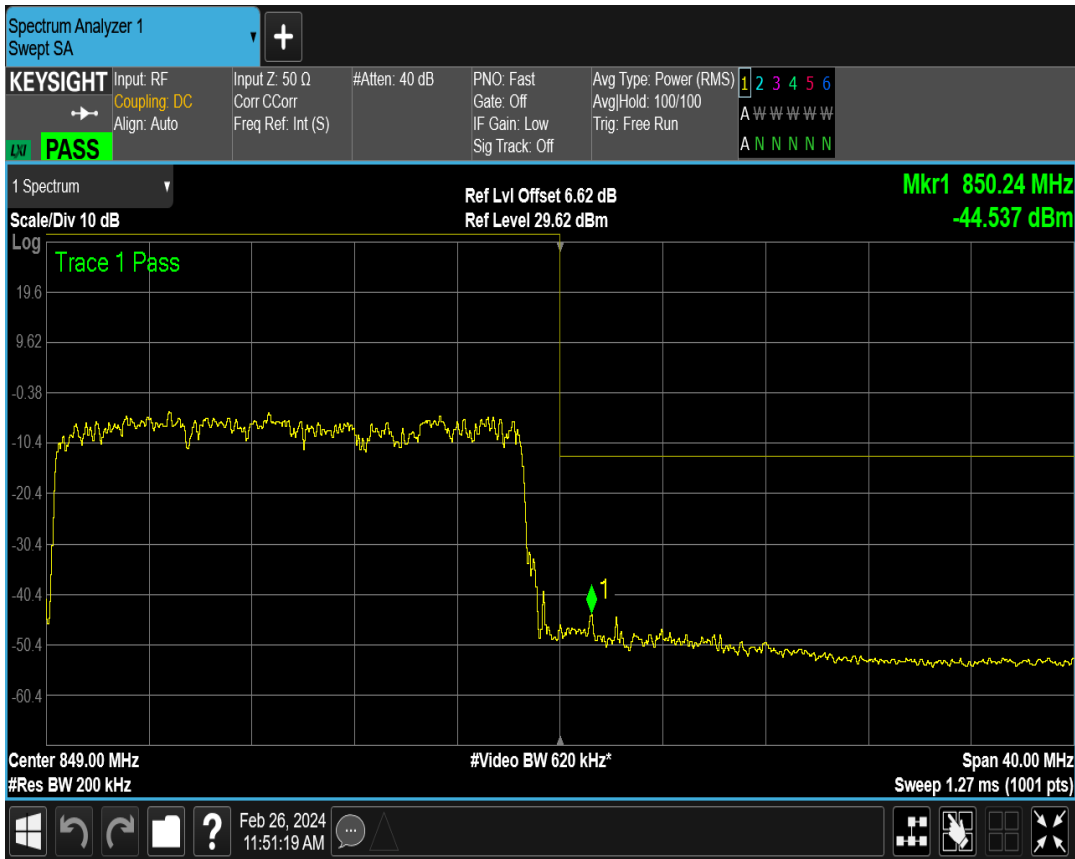 Spectrum Analyzer 1
Swept SA
+
KEYSIGHT
LXI PASS
Input: RF
Coupling: DC
Align: Auto
Input Z: 50 Ω
Corr CCorr
Freq Ref: Int (S)
#Atten: 40 dB
PNO: Fast
Gate: Off
IF Gain: Low
Sig Track: Off
Avg Type: Power (RMS)
Avg|Hold: 100/100
Trig: Free Run
1 2 3 4 5 6
A W W W W W
A N N N N N
1 Spectrum
Scale/Div 10 dB
Ref Lvl Offset 6.62 dB
Ref Level 29.62 dBm
Mkr1 850.24 MHz
-44.537 dBm
Log
Trace 1 Pass
19.6
9.62
-0.38
-10.4
-20.4
-30.4
-40.4
-50.4
-60.4
1
Center 849.00 MHz
#Res BW 200 kHz
#Video BW 620 kHz*
Span 40.00 MHz
Sweep 1.27 ms (1001 pts)
?
Feb 26, 2024
11:51:19 AM